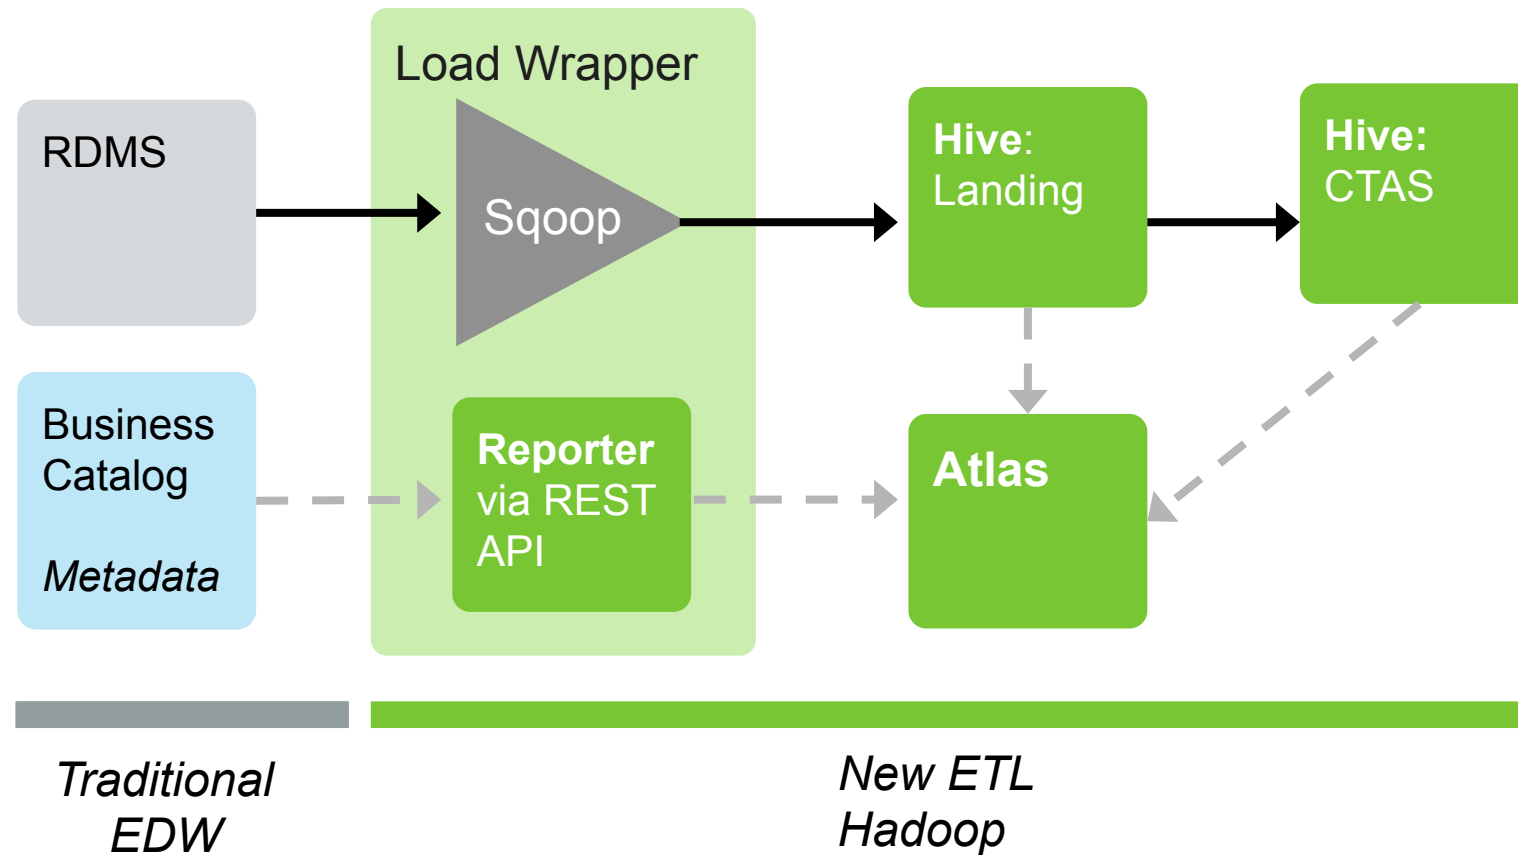 Load Wrapper
RDMS
Sqoop
Hive:
Landing
Hive:
CTAS
Business
Catalog
Metadata
Reporter
via REST
API
Atlas
Traditional
EDW
New ETL
Hadoop